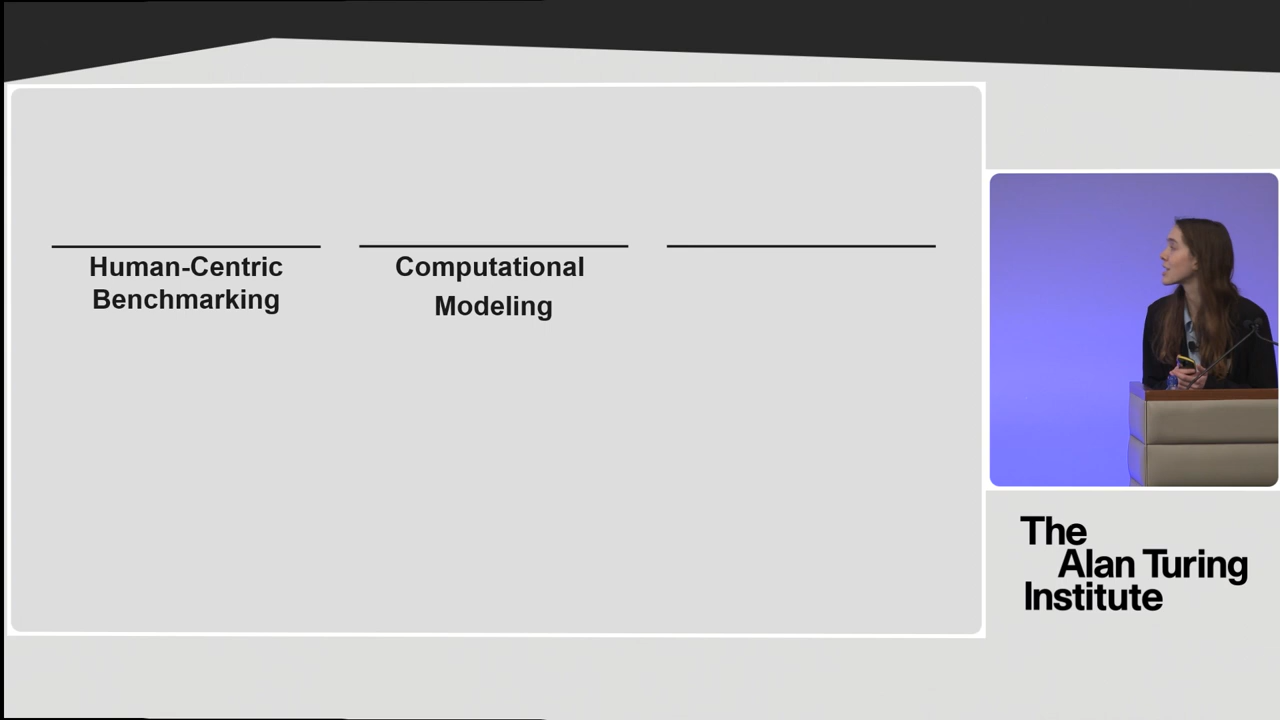 Human-Centric
Benchmarking
Computational
Modeling
The
Alan Turing
Institute